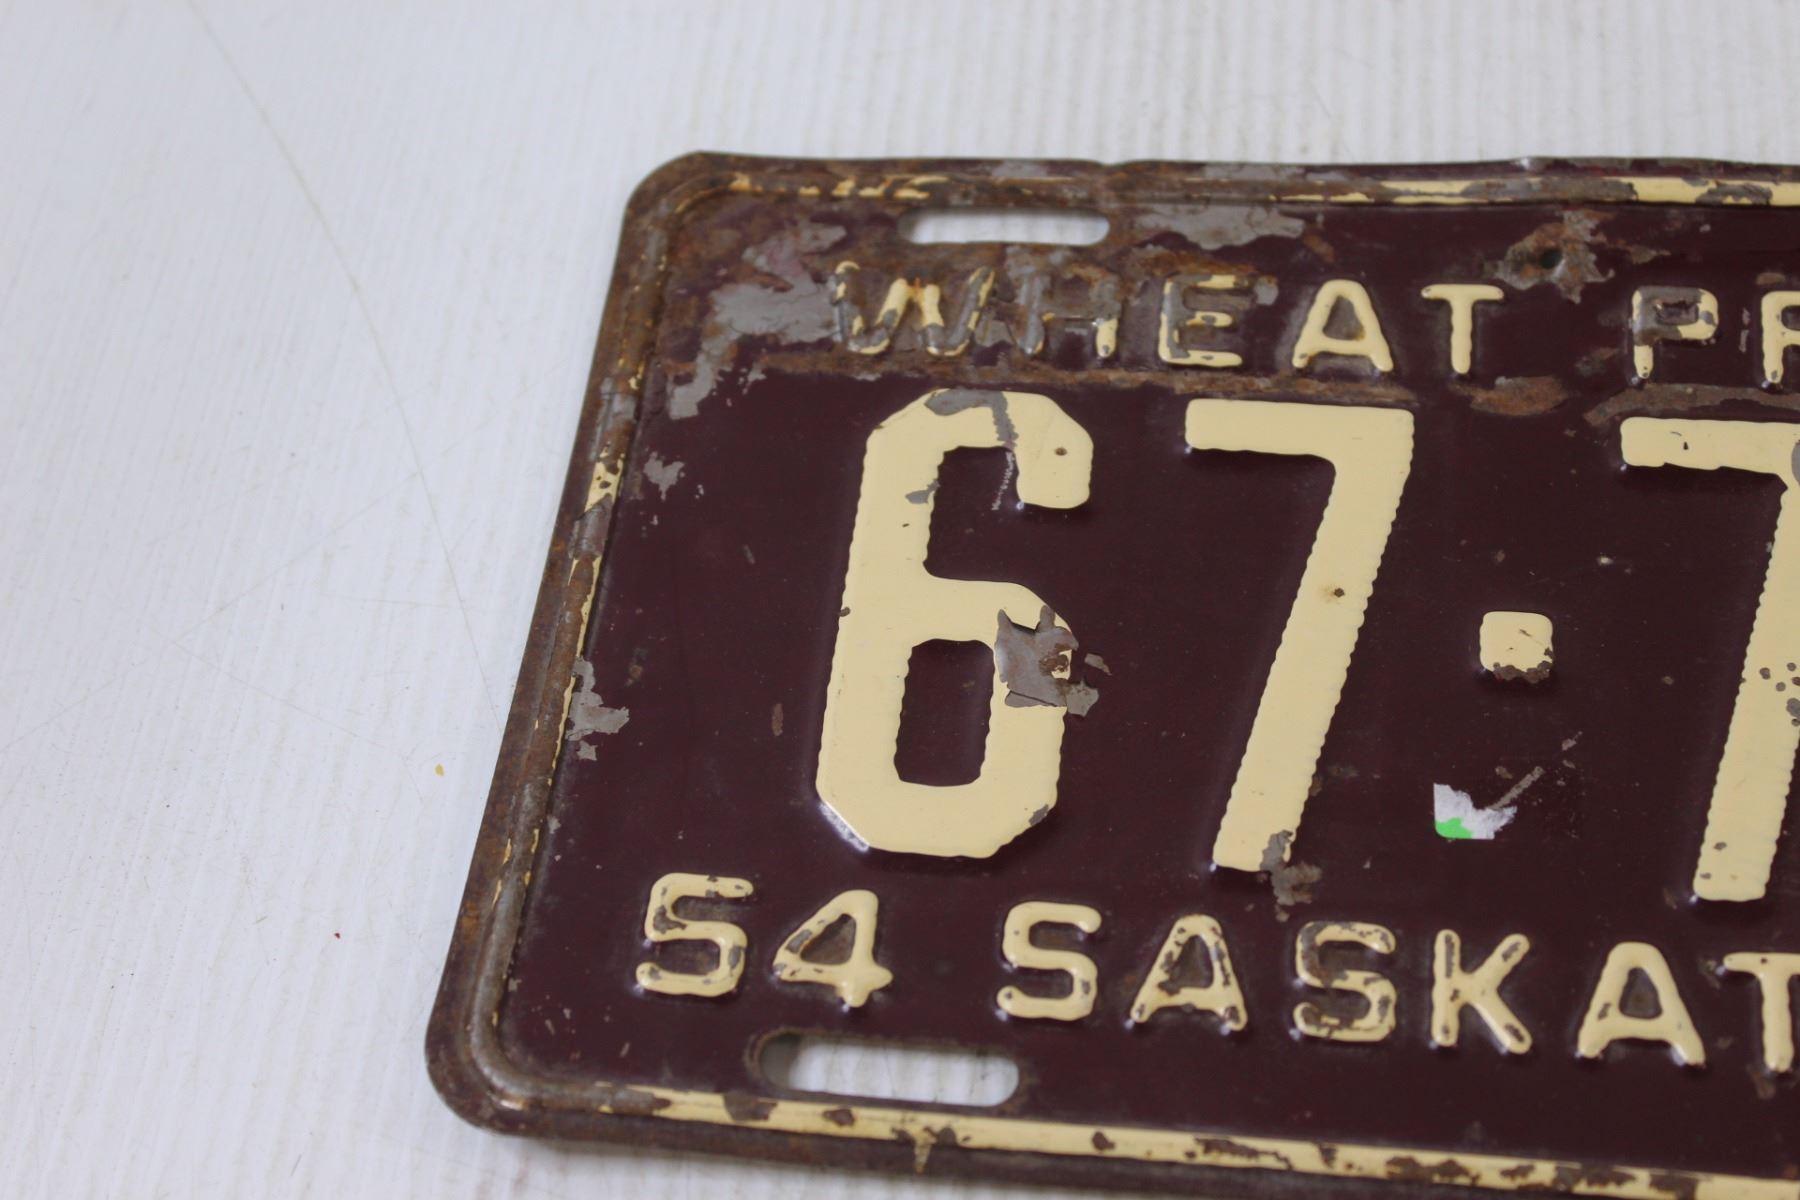 WHEAT PR
67·7
54 SASKAT